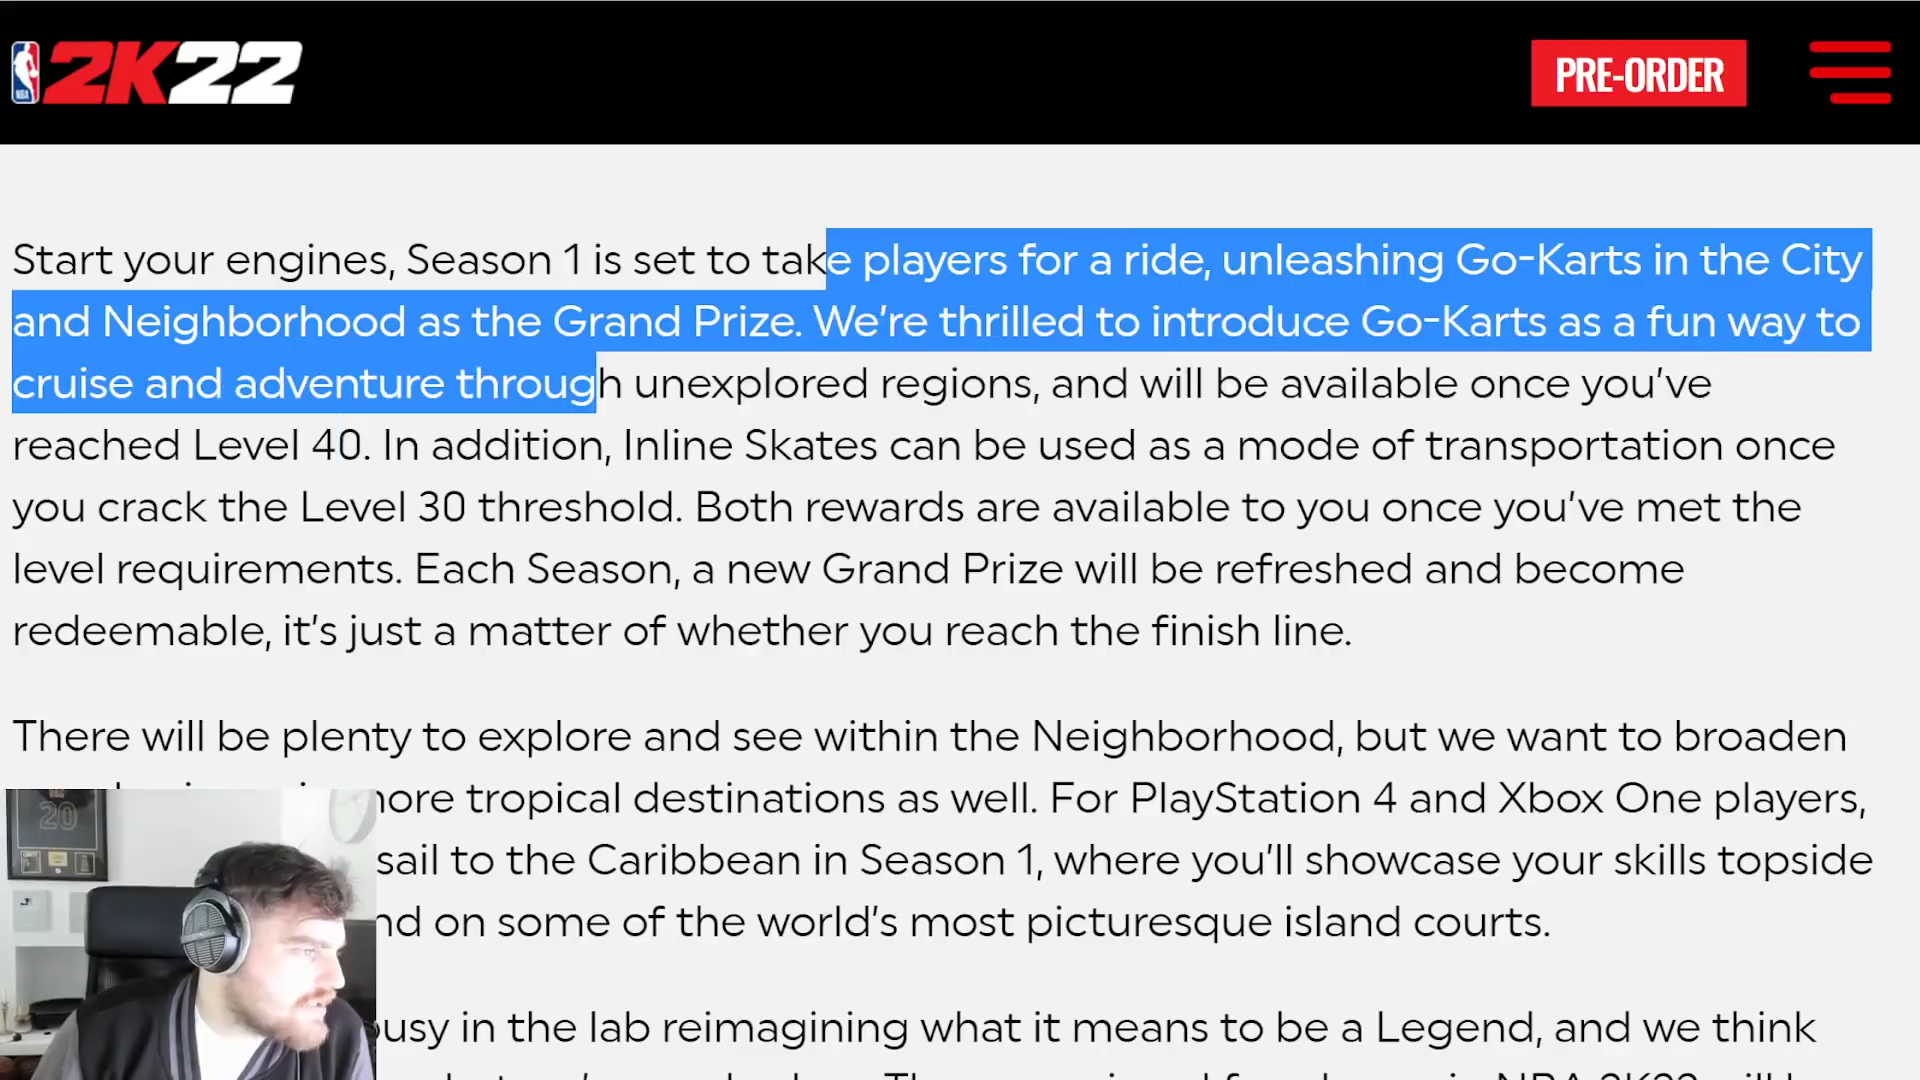 NBA 2K22
PRE-ORDER
Start your engines, Season 1 is set to take players for a ride, unleashing Go-Karts in the City
and Neighborhood as the Grand Prize. We're thrilled to introduce Go-Karts as a fun way to
cruise and adventure through unexplored regions, and will be available once you've
reached Level 40. In addition, Inline Skates can be used as a mode of transportation once
you crack the Level 30 threshold. Both rewards are available to you once you've met the
level requirements. Each Season, a new Grand Prize will be refreshed and become
redeemable, it's just a matter of whether you reach the finish line.
There will be plenty to explore and see within the Neighborhood, but we want to broaden
tropical destinations as well. For PlayStation 4 and Xbox One players,
sail to the Caribbean in Season 1, where you'll showcase your skills topside
on some of the world's most picturesque island courts.
in the lab reimagining what it means to be a Legend, and we think
20